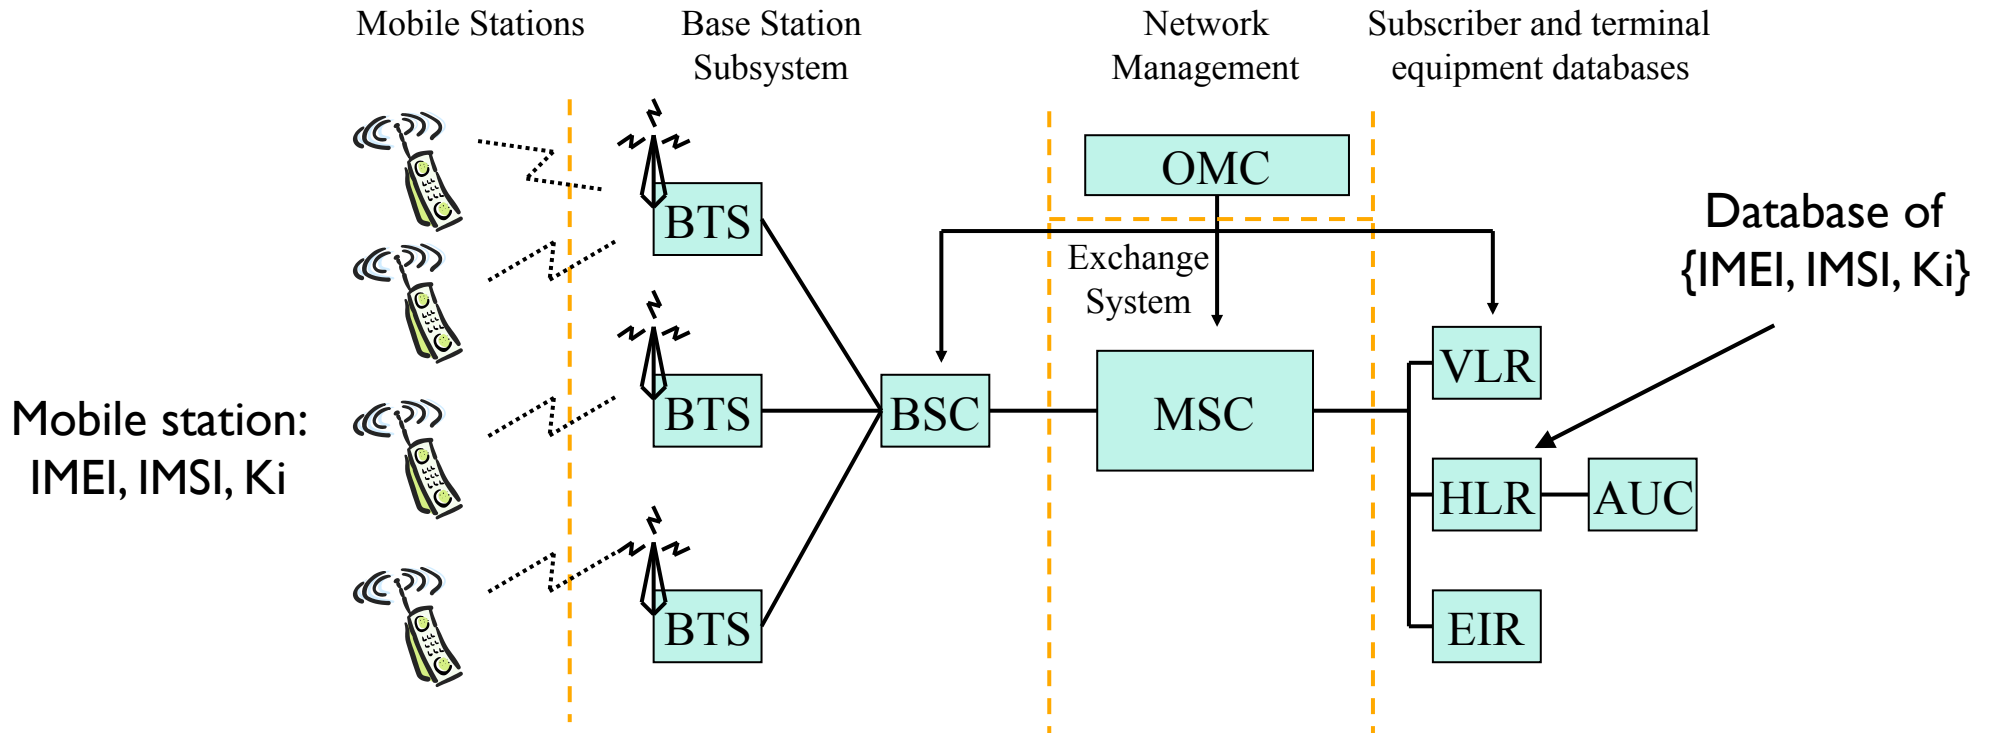 Mobile Stations
Base Station
Subsystem
Network
Management
Subscriber and terminal
equipment databases
OMC
BTS
Database of
{IMEI, IMSI, Ki}
Exchange
System
VLR
BTS
BSC
MSC
Mobile station:
IMEI, IMSI, Ki
HLR
AUC
BTS
EIR